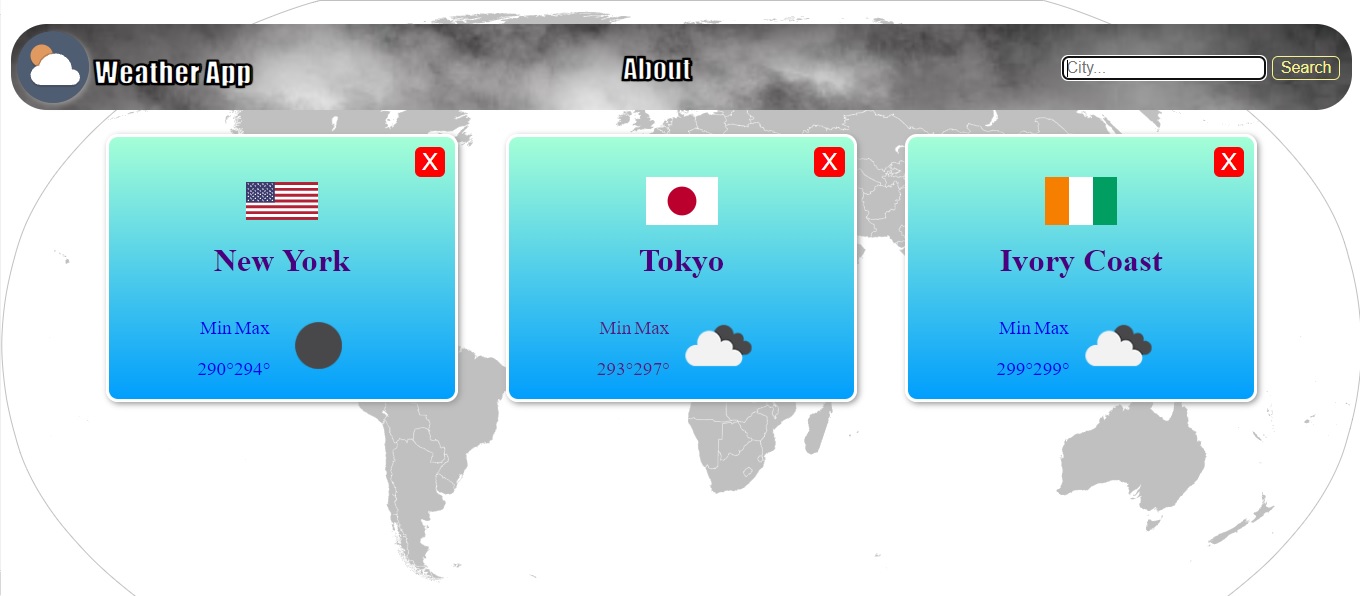 Weather App
About
City...
Search
X
New York
Min Max
290°294°
X
Tokyo
Min Max
293°297°
X
Ivory Coast
Min Max
299°299°